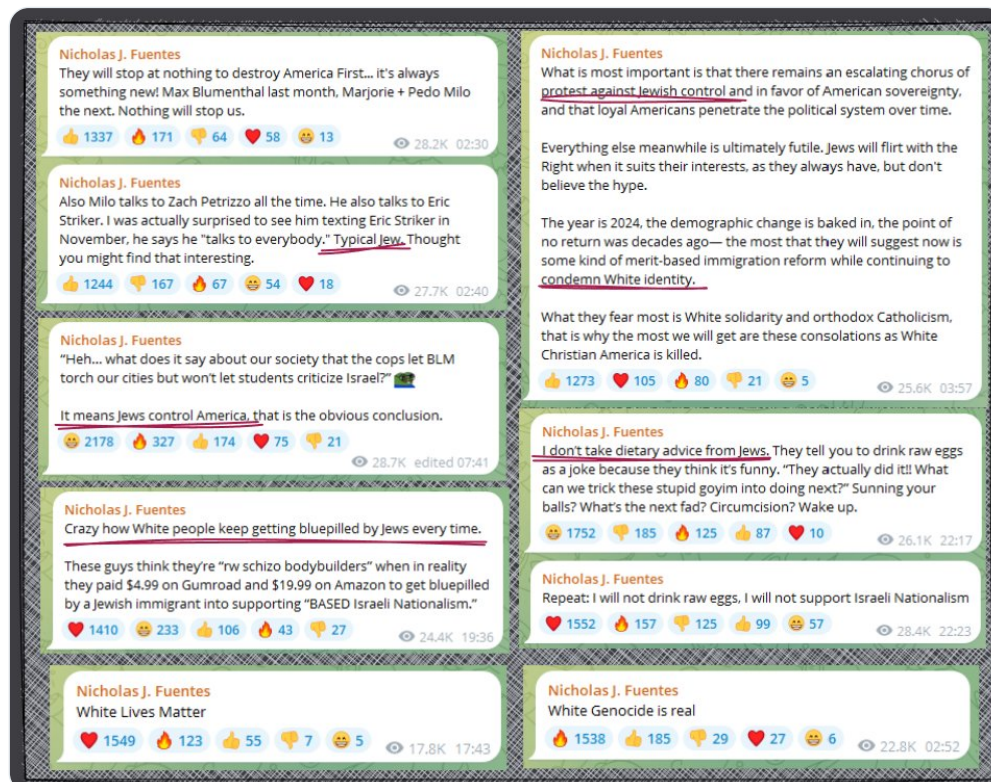 Nicholas J. Fuentes
They will stop at nothing to destroy America First... it's always
something new! Max Blumenthal last month, Marjorie + Pedo Milo
the next. Nothing will stop us.
1337 171 64 58 13 28.2K 02:30
Nicholas J. Fuentes
Also Milo talks to Zach Petrizzo all the time. He also talks to Eric
Striker. I was actually surprised to see him texting Eric Striker in
November, he says he "talks to everybody." Typical Jew. Thought
you might find that interesting.
1244 167 67 54 18 27.7K 02:40
Nicholas J. Fuentes
“Heh... what does it say about our society that the cops let BLM
torch our cities but won’t let students criticize Israel?”
It means Jews control America, that is the obvious conclusion.
2178 327 174 75 21
28.7K edited 07:41
Nicholas J. Fuentes
Crazy how White people keep getting bluepilled by Jews every time.
These guys think they’re “rw schizo bodybuilders” when in reality
they paid $4.99 on Gumroad and $19.99 on Amazon to get bluepilled
by a Jewish immigrant into supporting “BASED Israeli Nationalism.”
1410 233 106 43 27 24.4K 19:36
Nicholas J. Fuentes
White Lives Matter
1549 123 55 7 5 17.8K 17:43
Nicholas J. Fuentes
What is most important is that there remains an escalating chorus of
protest against Jewish control and in favor of American sovereignty,
and that loyal Americans penetrate the political system over time.
Everything else meanwhile is ultimately futile. Jews will flirt with the
Right when it suits their interests, as they always have, but don't
believe the hype.
The year is 2024, the demographic change is baked in, the point of
no return was decades ago— the most that they will suggest now is
some kind of merit-based immigration reform while continuing to
condemn White identity.
What they fear most is White solidarity and orthodox Catholicism,
that is why the most we will get are these consolations as White
Christian America is killed.
1273 105 80 21 5 25.6K 03:57
Nicholas J. Fuentes
I don't take dietary advice from Jews. They tell you to drink raw eggs
as a joke because they think it’s funny. “They actually did it!! What
can we trick these stupid goyim into doing next?” Sunning your
balls? What’s the next fad? Circumcision? Wake up.
1752 185 125 87 10 26.1K 22:17
Nicholas J. Fuentes
Repeat: I will not drink raw eggs, I will not support Israeli Nationalism
1552 157 125 99 57 28.4K 22:23
Nicholas J. Fuentes
White Genocide is real
1538 185 29 27 6 22.8K 02:52